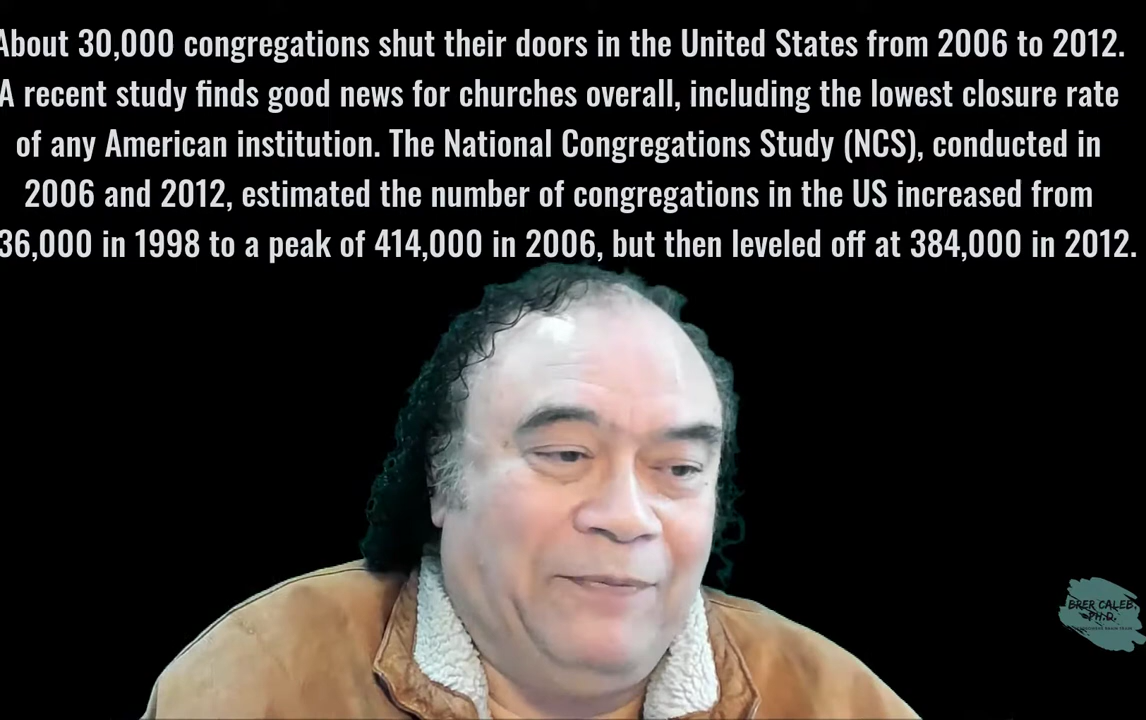 About 30,000 congregations shut their doors in the United States from 2006 to 2012.
A recent study finds good news for churches overall, including the lowest closure rate
of any American institution. The National Congregations Study (NCS), conducted in
2006 and 2012, estimated the number of congregations in the US increased from
36,000 in 1998 to a peak of 414,000 in 2006, but then leveled off at 384,000 in 2012.
BRER CALEB,
PH.D.